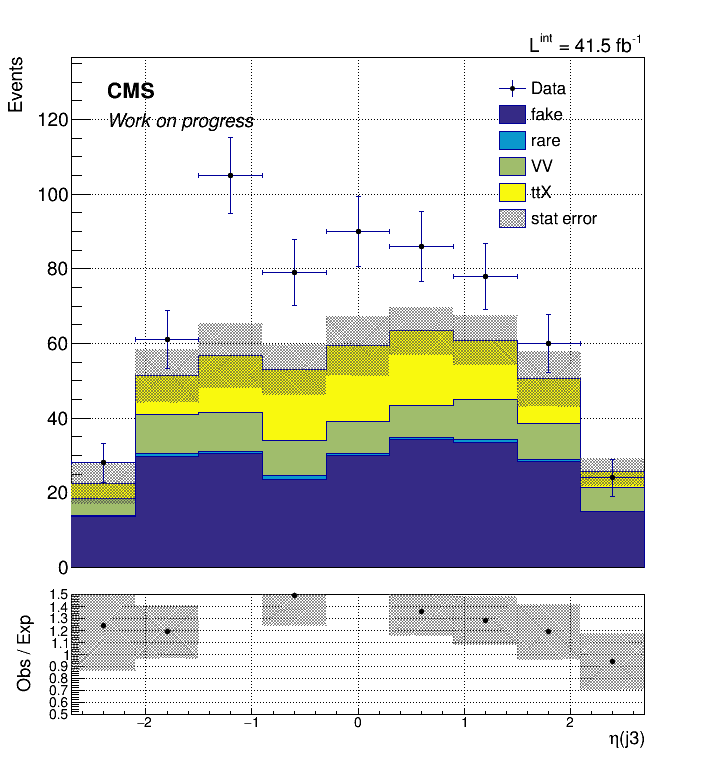 L^int = 41.5 fb^-1
Events
CMS
Work on progress
Data
fake
rare
VV
ttX
stat error
120
100
80
60
40
20
0
Obs / Exp
1.5
1.4
1.3
1.2
1.1
1
0.9
0.8
0.7
0.6
0.5
−2 −1 0 1 2
η(j3)